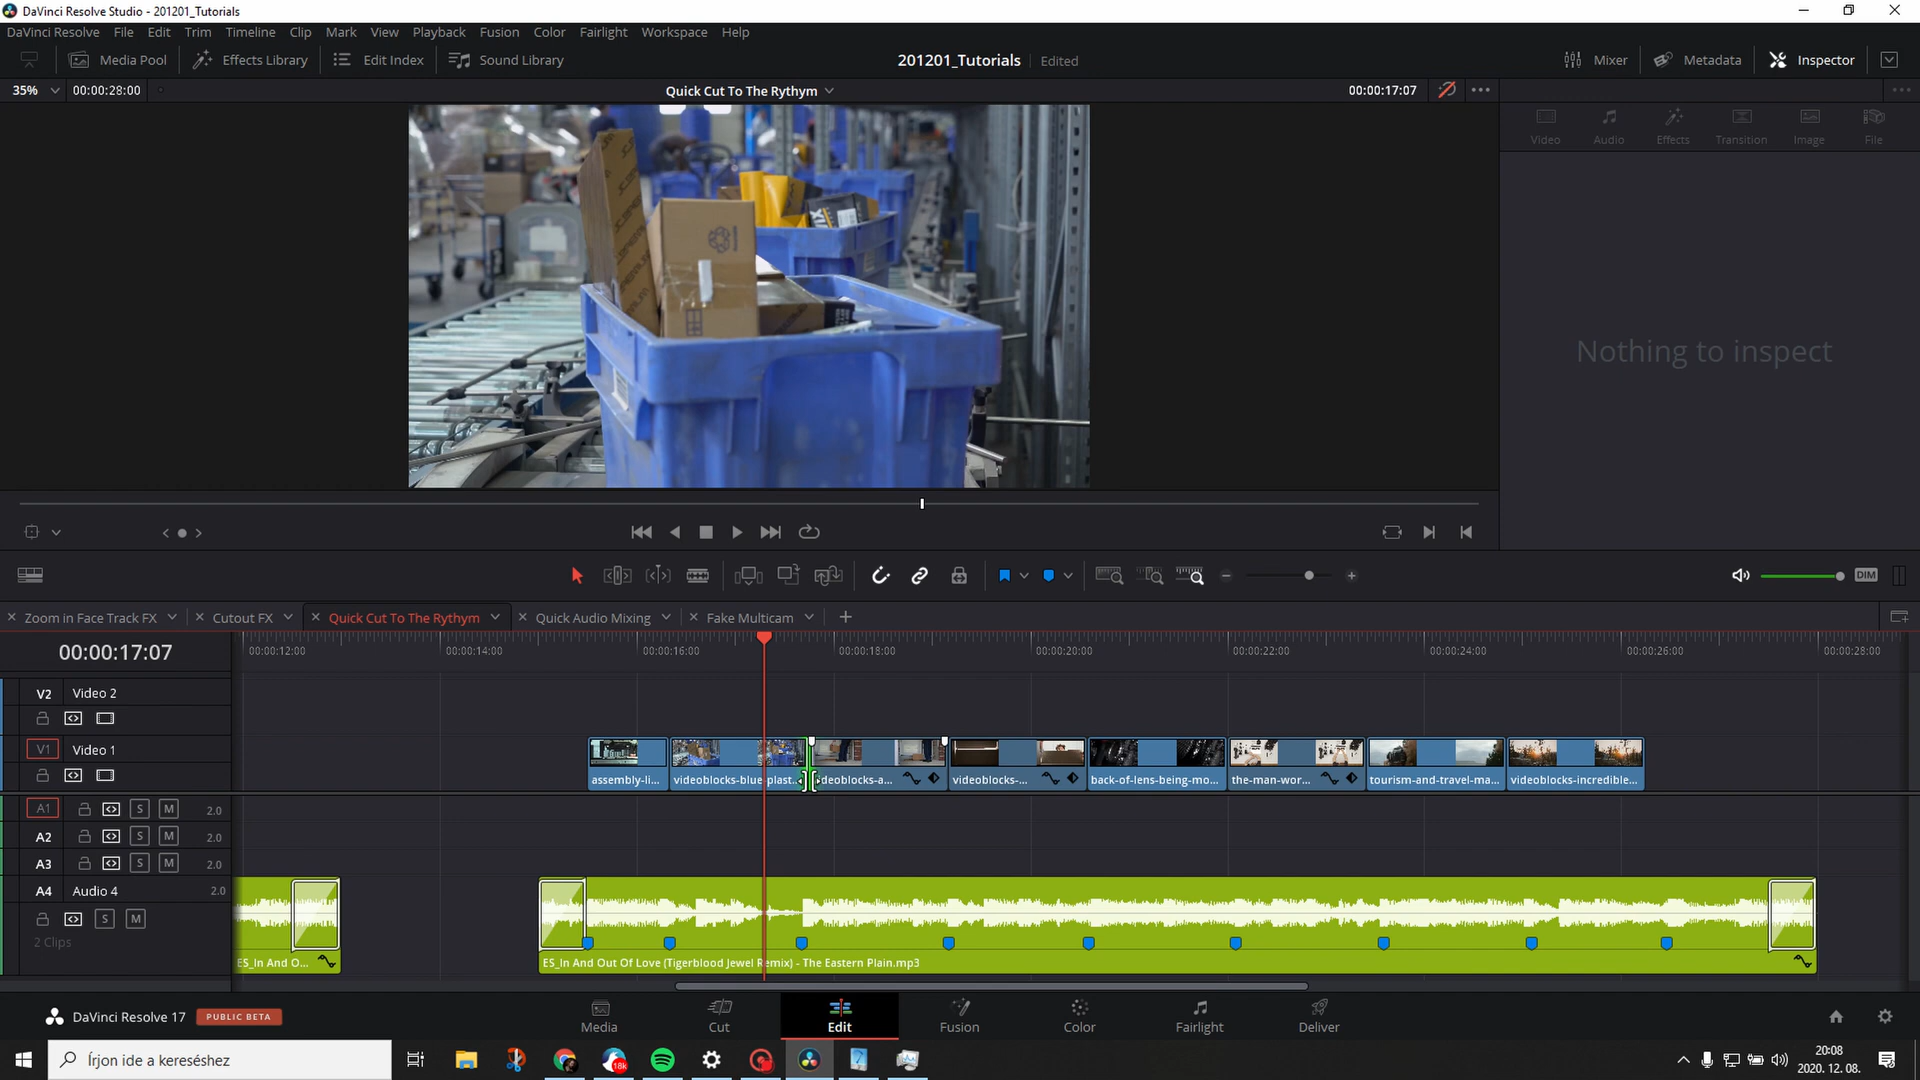 DaVinci Resolve Studio - 201201_Tutorials
DaVinci Resolve File Edit Trim Timeline Clip Mark View Playback Fusion Color Fairlight Workspace Help
Media Pool Effects Library Edit Index Sound Library 201201_Tutorials Edited Mixer Metadata Inspector
35% 00:00:28:00 Quick Cut To The Rythym 00:00:17:07
Video Audio Effects Transition Image File
Nothing to inspect
DIM
Zoom in Face Track FX Cutout FX Quick Cut To The Rythym Quick Audio Mixing Fake Multicam
00:00:17:07 00:00:12:00 00:00:14:00 00:00:16:00 00:00:18:00 00:00:20:00 00:00:22:00 00:00:24:00 00:00:26:00 00:00:28:00
V2 Video 2
V1 Video 1
assembly-li... videoblocks-blue-plast... videoblocks-a... videoblocks-... back-of-lens-being-mo... the-man-wor... tourism-and-travel-ma... videoblocks-incredible...
A1 S M 2.0
A2 S M 2.0
A3 S M 2.0
A4 Audio 4 2.0
S M
2 Clips
ES_In And O... ES_In And Out Of Love (Tigerblood Jewel Remix) - The Eastern Plain.mp3
DaVinci Resolve 17 PUBLIC BETA Media Cut Edit Fusion Color Fairlight Deliver
Írjon ide a kereséshez
18k
20:08
2020. 12. 08.